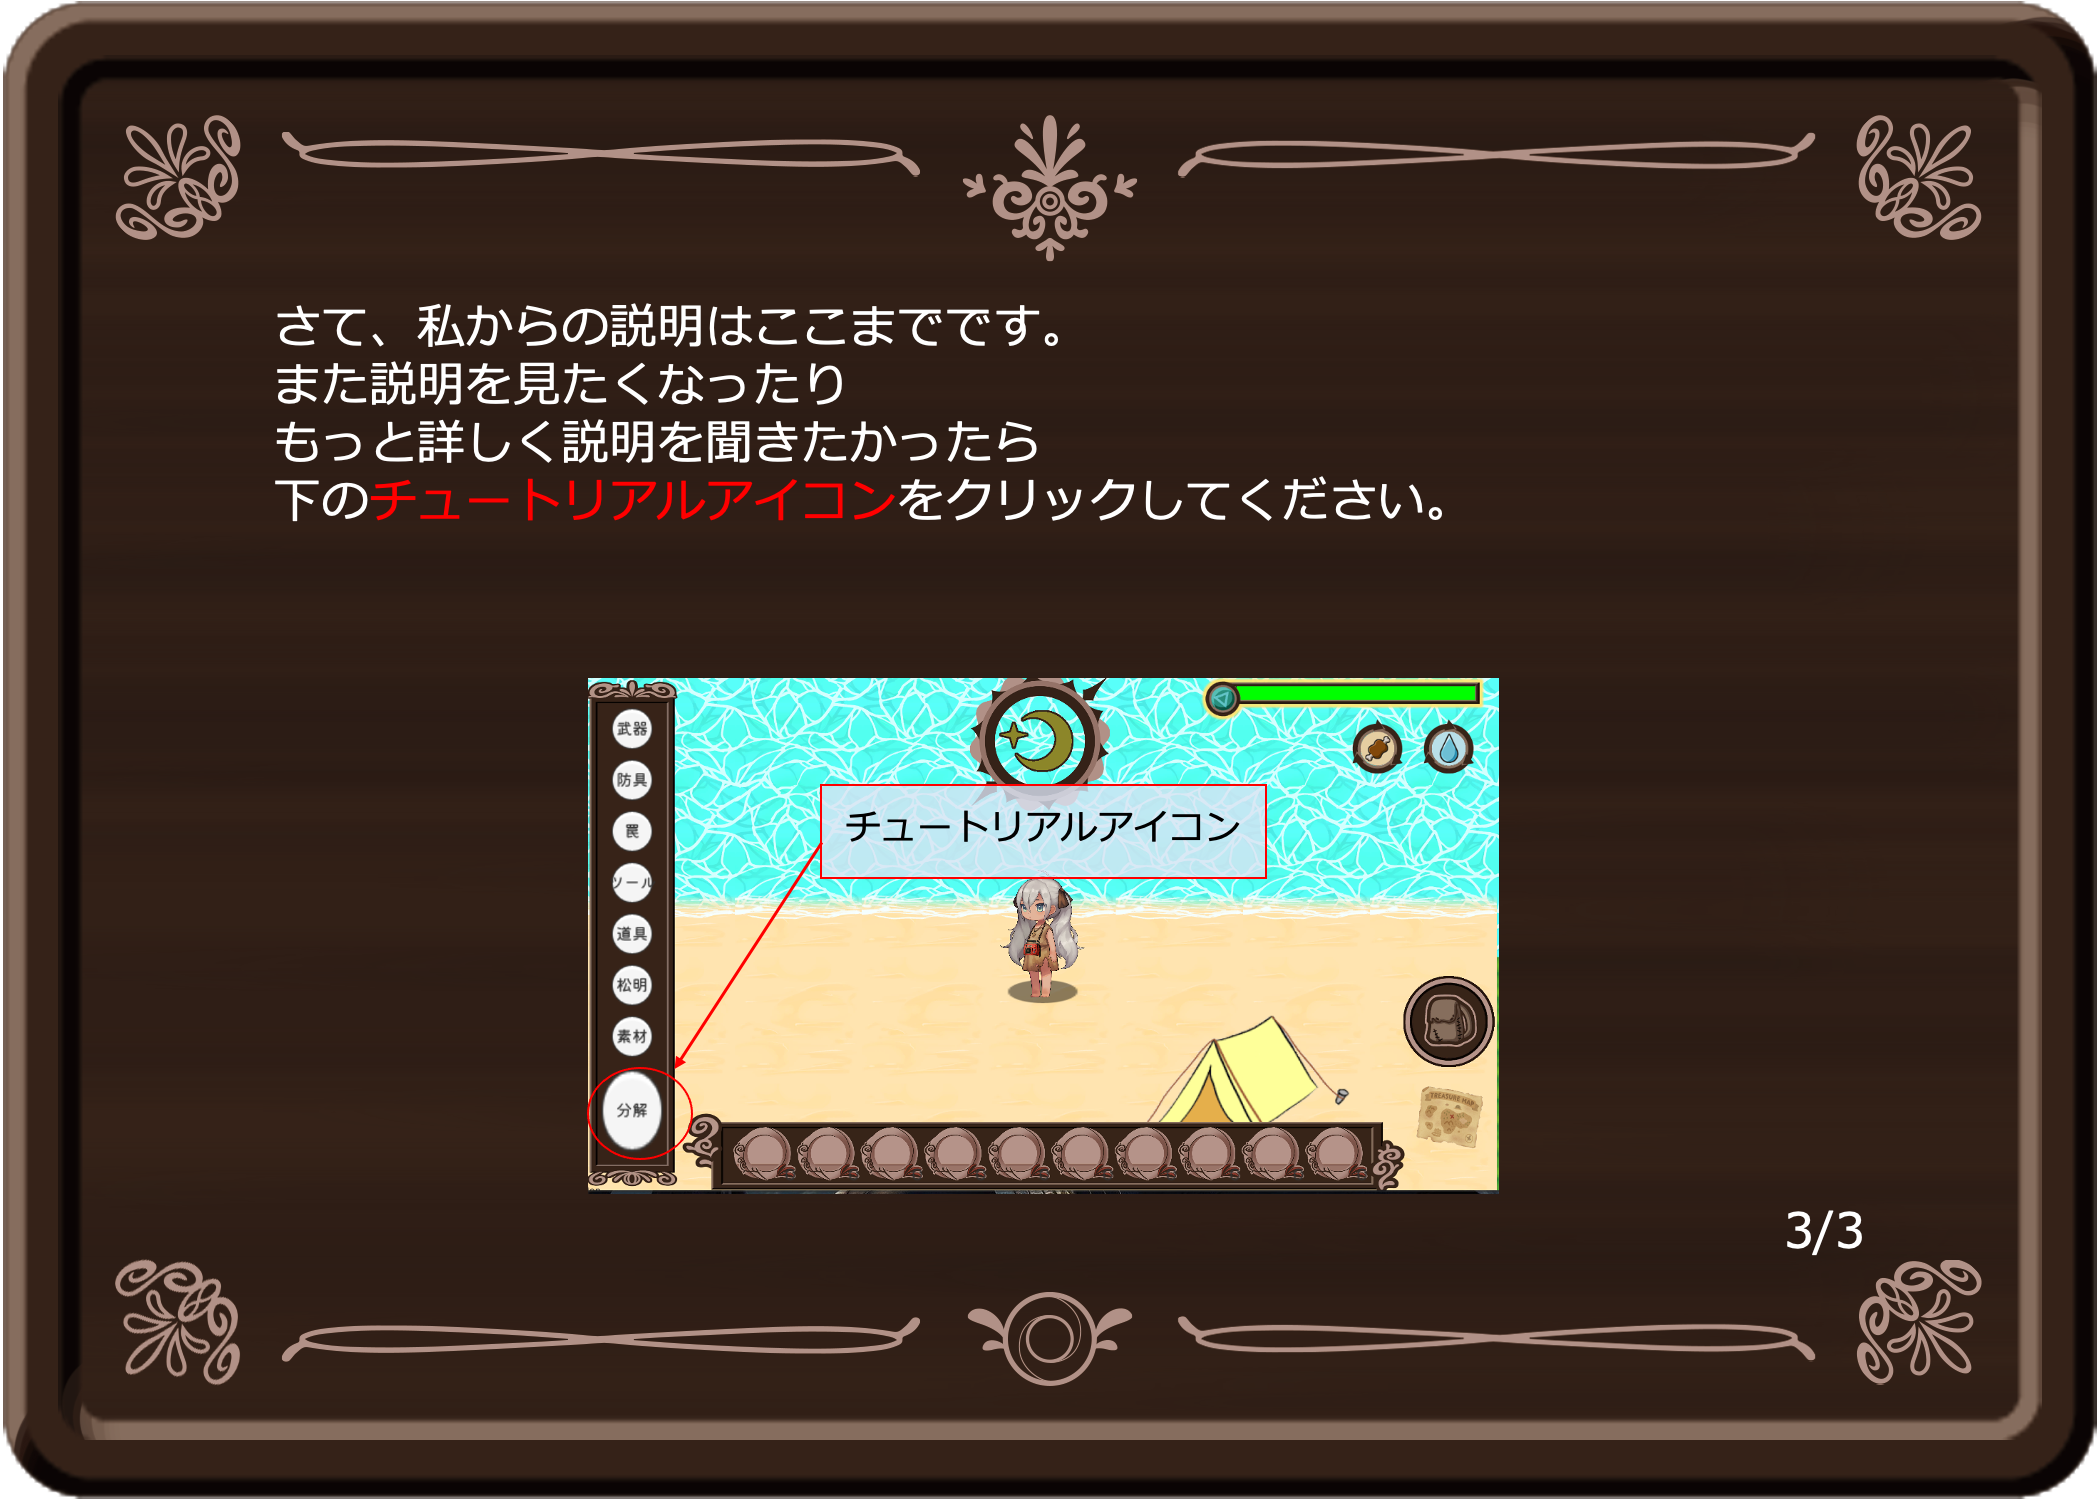 さて、私からの説明はここまでです。
また説明を見たくなったり
もっと詳しく説明を聞きたかったら
下のチュートリアルアイコンをクリックしてください。
武器
防具
罠
ツール
道具
松明
素材
分解
チュートリアルアイコン
TREASURE MAP
3/3